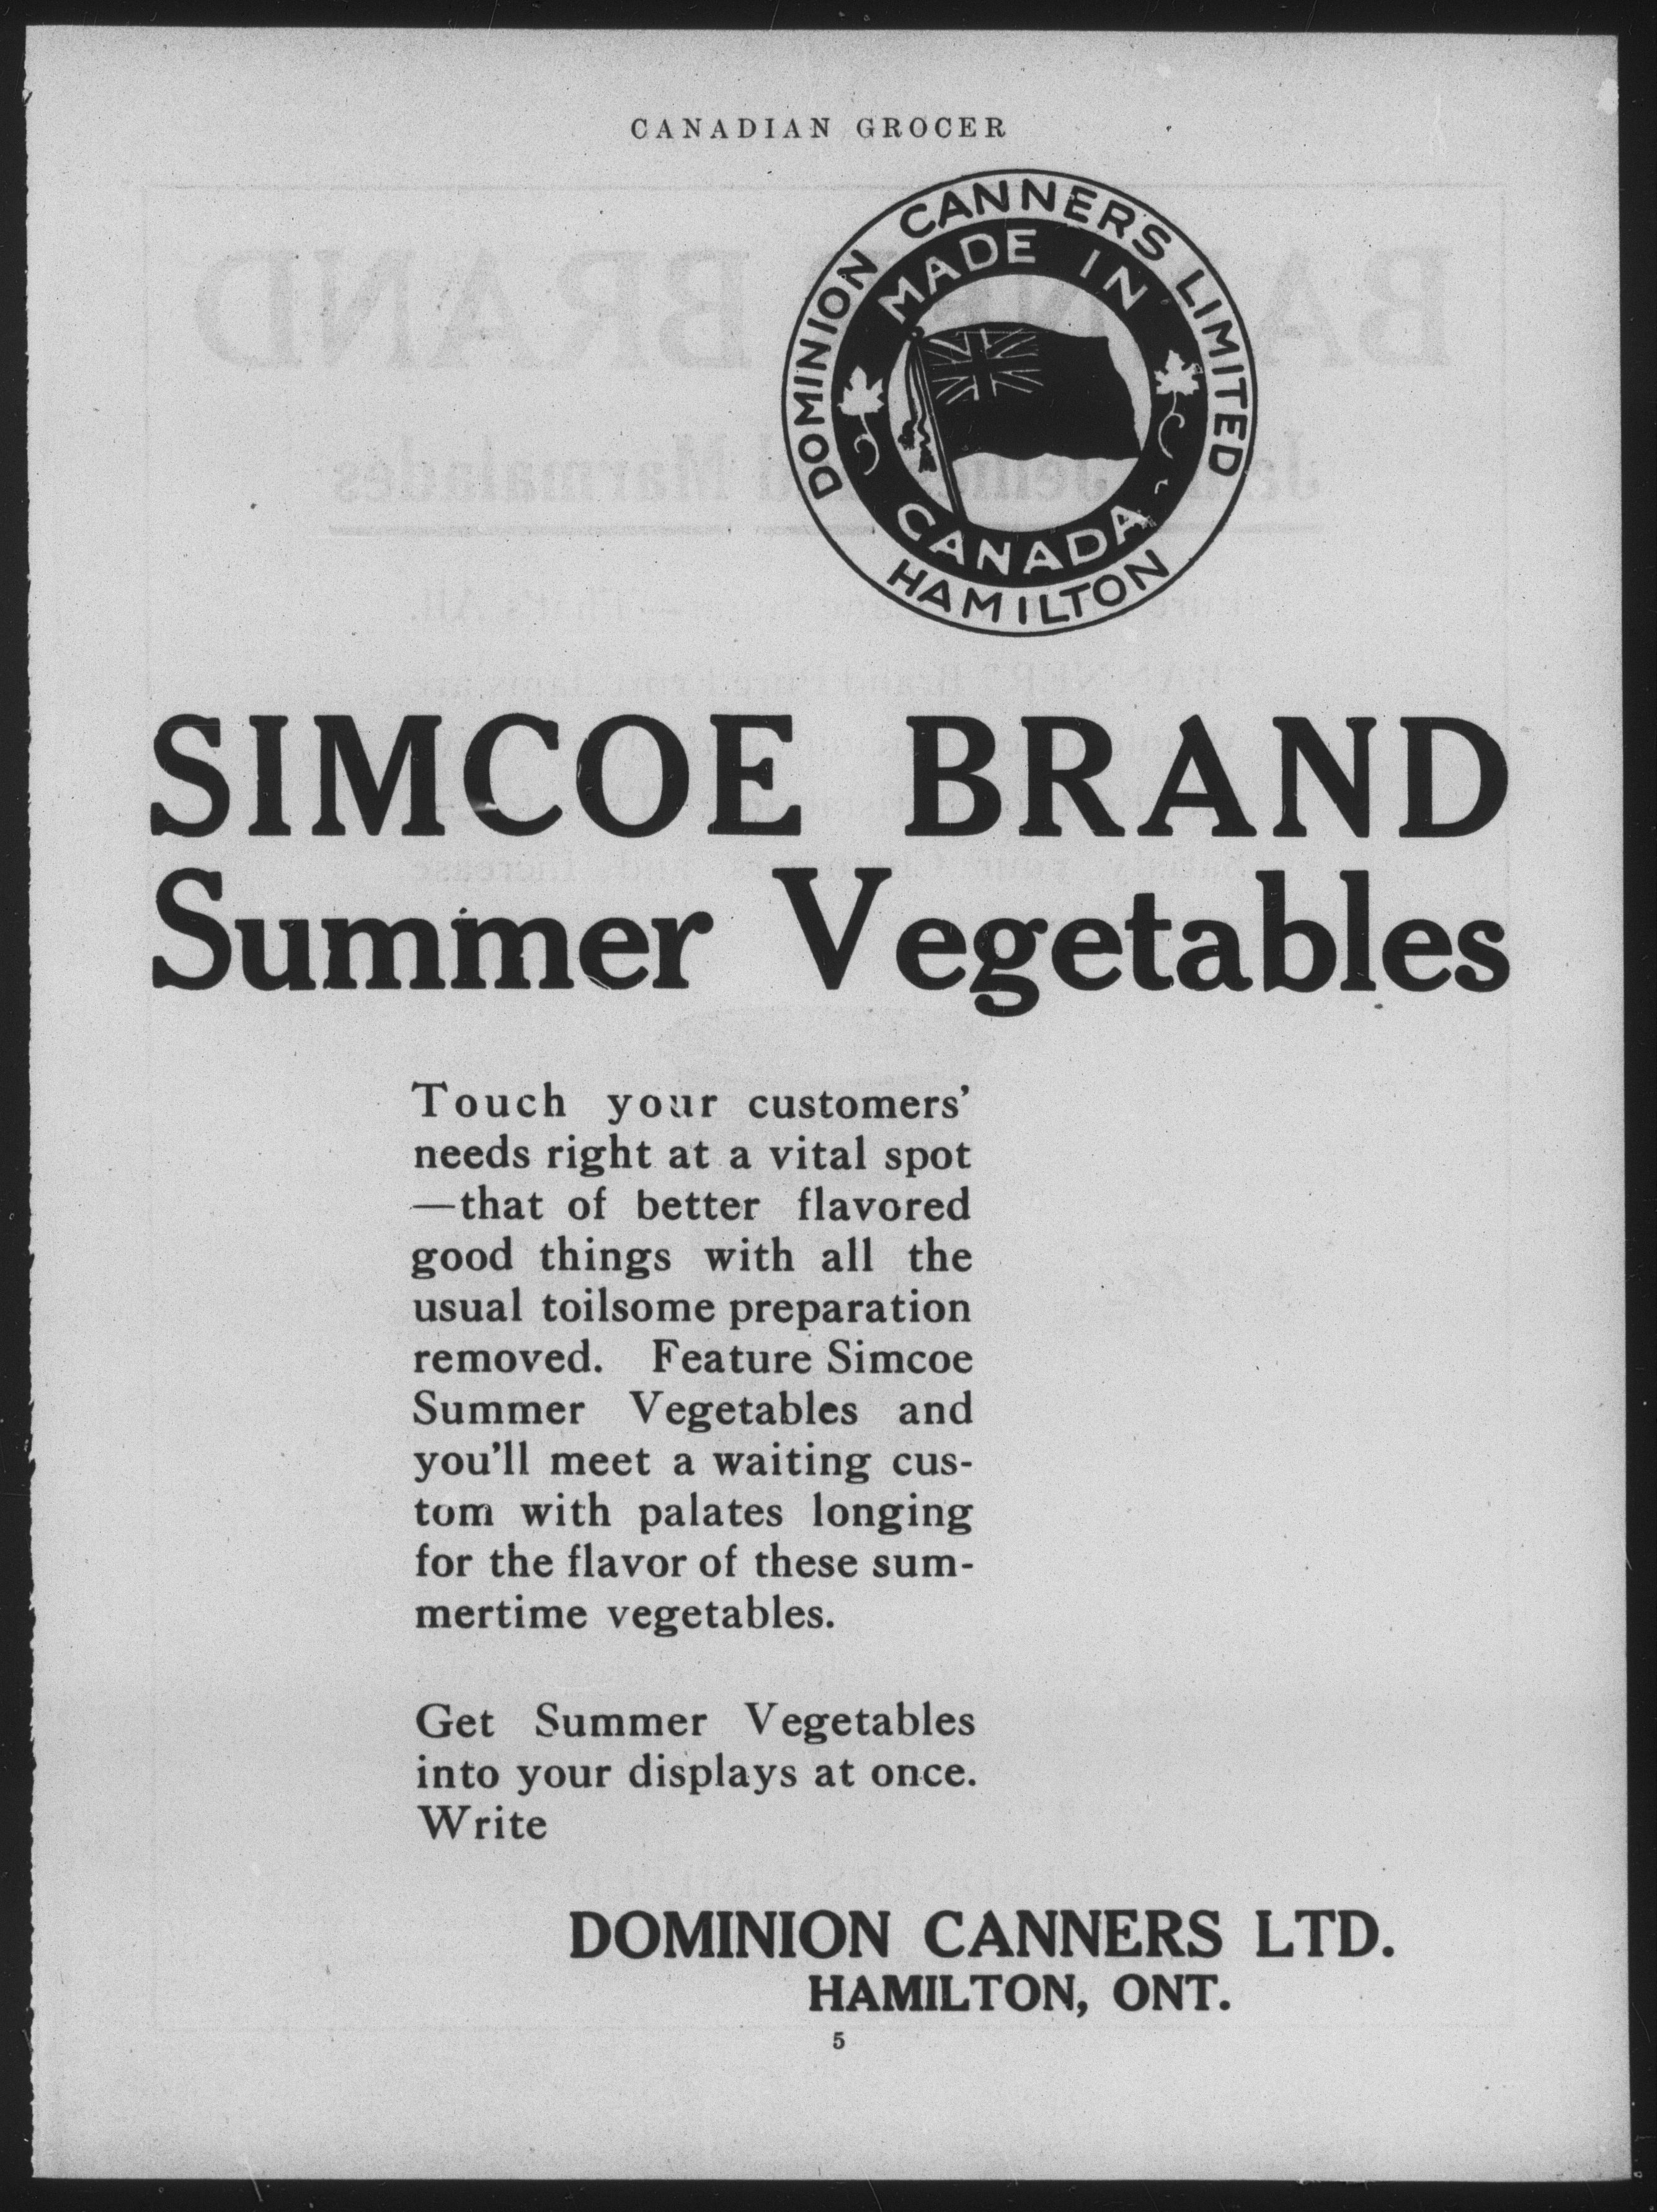 CANADIAN GROCER
DOMINION CANNERS LIMITED
MADE IN
CANADA
HAMILTON
SIMCOE BRAND
Summer Vegetables
Touch your customers'
needs right at a vital spot
—that of better flavored
good things with all the
usual toilsome preparation
removed. Feature Simcoe
Summer Vegetables and
you'll meet a waiting cus-
tom with palates longing
for the flavor of these sum-
mertime vegetables.
Get Summer Vegetables
into your displays at once.
Write
DOMINION CANNERS LTD.
HAMILTON, ONT.
5